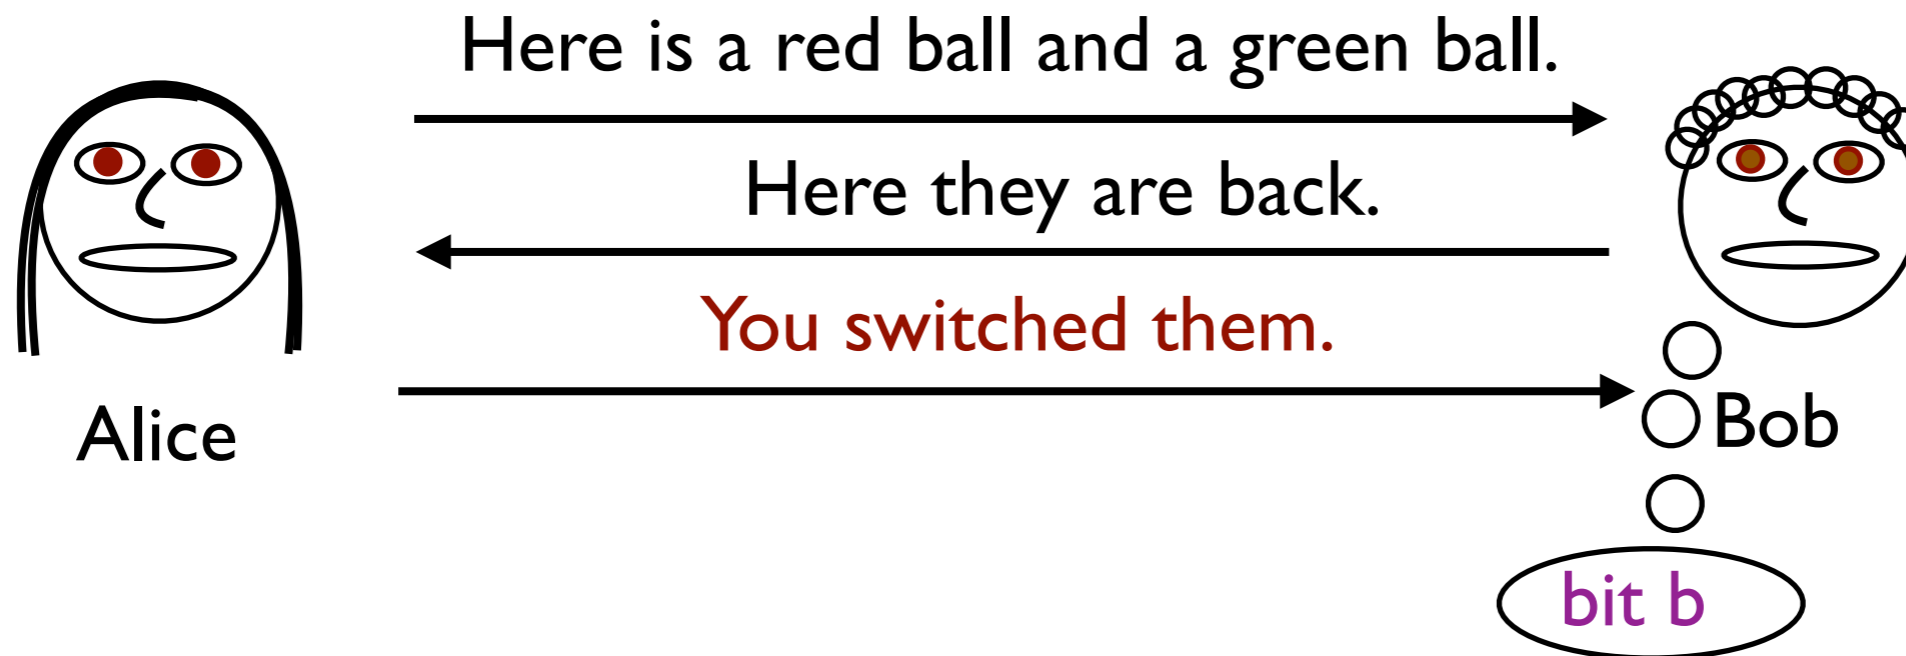 Here is a red ball and a green ball.
Here they are back.
You switched them.
Alice
Bob
bit b